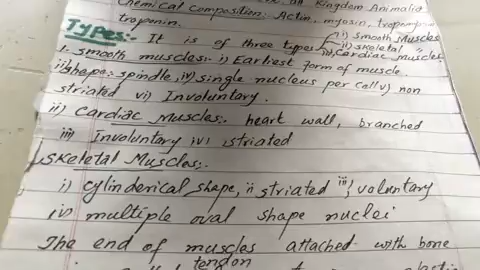 Chemical Composition: Actin, myosin, tropomyosin
troponin.
Types:- It is of three types i) Smooth Muscles
ii) Skeletal "
iii) Cardiac Muscles
1. Smooth muscles:- i) Earliest form of muscle
iii) Shape: spindle, iv) Single nucleus per cell v) non
striated vi) Involuntary.
ii) Cardiac Muscles:- heart wall, branched
iii) Involuntary iv) striated
Skeletal Muscles:-
i) cylinderical shape, ii striated iii) voluntary
iv) multiple oval shape nuclei
The end of muscles attached with bone
tendon